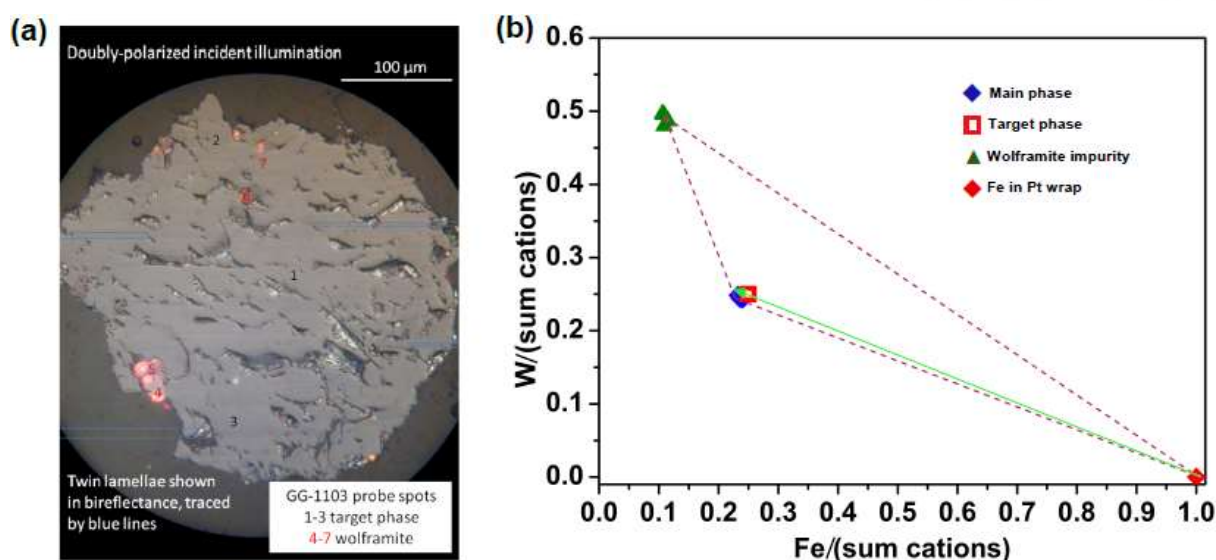 (a)
Doubly-polarized incident illumination
100 µm
2
7
6
1
5
4
3
Twin lamellae shown
in bireflectance, traced
by blue lines
GG-1103 probe spots
1-3 target phase
4-7 wolframite
(b)
0.6
0.5
0.4
0.3
0.2
0.1
0.0
W/(sum cations)
Main phase
Target phase
Wolframite impurity
Fe in Pt wrap
0.0 0.1 0.2 0.3 0.4 0.5 0.6 0.7 0.8 0.9 1.0
Fe/(sum cations)